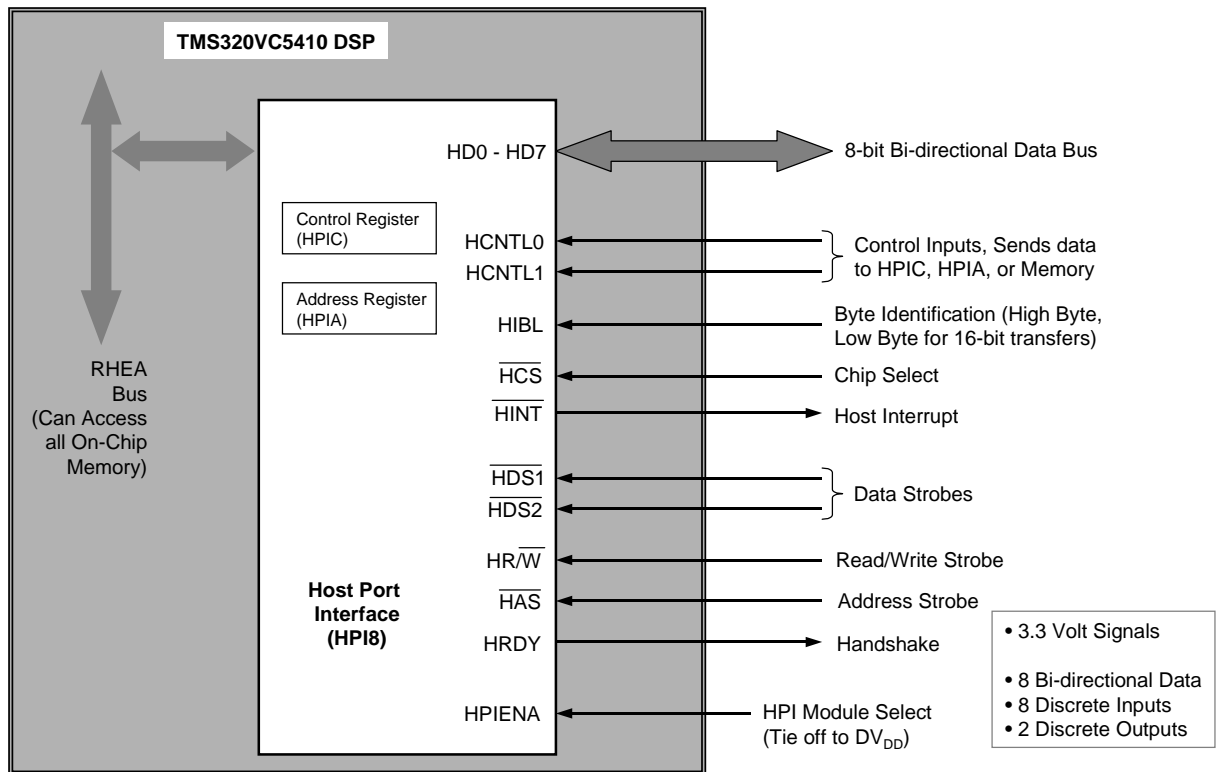 TMS320VC5410 DSP
HD0 - HD7
8-bit Bi-directional Data Bus
Control Register
(HPIC)
HCNTL0
HCNTL1
Control Inputs, Sends data
to HPIC, HPIA, or Memory
Address Register
(HPIA)
HIBL
Byte Identification (High Byte,
Low Byte for 16-bit transfers)
RHEA
Bus
(Can Access
all On-Chip
Memory)
HCS
Chip Select
HINT
Host Interrupt
HDS1
HDS2
Data Strobes
HR/W
Read/Write Strobe
Host Port
Interface
(HPI8)
HAS
Address Strobe
HRDY
Handshake
HPIENA
HPI Module Select
(Tie off to DVDD)
• 3.3 Volt Signals
• 8 Bi-directional Data
• 8 Discrete Inputs
• 2 Discrete Outputs